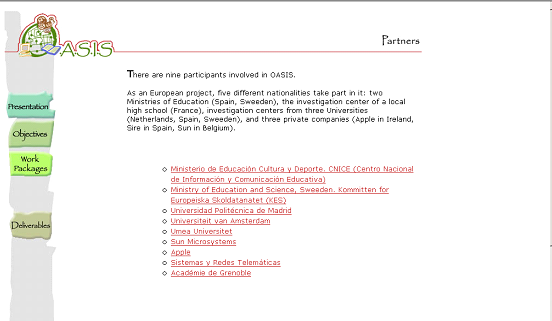 OASIS
Partners
There are nine participants involved in OASIS.
As an European project, five different nationalities take part in it: two
Ministries of Education (Spain, Sweden), the investigation center of a local
high school (France), investigation centers from three Universities
(Netherlands, Spain, Sweden), and three private companies (Apple in Ireland,
Sire in Spain, Sun in Belgium).
Presentation
Objectives
Work
Packages
Deliverables
Ministerio de Educación Cultura y Deporte. CNICE (Centro Nacional
de Información y Comunicación Educativa)
Ministry of Education and Science, Sweden. Kommitten for
Europeiska Skoldatanatet (KES)
Universidad Politécnica de Madrid
Universiteit van Amsterdam
Umea Universitet
Sun Microsystems
Apple
Sistemas y Redes Telemáticas
Académie de Grenoble